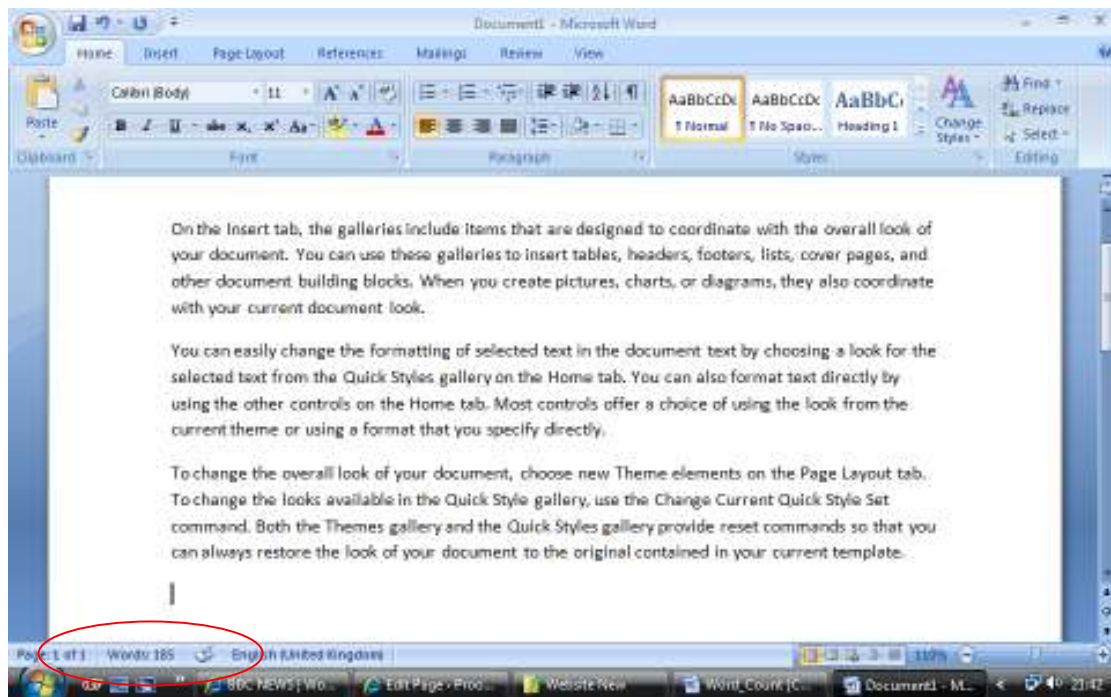 Document1 - Microsoft Word
Home Insert Page Layout References Mailings Review View
Calibri (Body) 11
Paste
B I U abc
AaBbCcDc AaBbCcDc AaBbC
¶ Normal ¶ No Spac... Heading 1
Change Styles
Find
Replace
Select
Clipboard Font Paragraph Styles Editing
On the Insert tab, the galleries include items that are designed to coordinate with the overall look of
your document. You can use these galleries to insert tables, headers, footers, lists, cover pages, and
other document building blocks. When you create pictures, charts, or diagrams, they also coordinate
with your current document look.
You can easily change the formatting of selected text in the document text by choosing a look for the
selected text from the Quick Styles gallery on the Home tab. You can also format text directly by
using the other controls on the Home tab. Most controls offer a choice of using the look from the
current theme or using a format that you specify directly.
To change the overall look of your document, choose new Theme elements on the Page Layout tab.
To change the looks available in the Quick Style gallery, use the Change Current Quick Style Set
command. Both the Themes gallery and the Quick Styles gallery provide reset commands so that you
can always restore the look of your document to the original contained in your current template.
Page: 1 of 1 Words: 185 English (United Kingdom) 110%
BBC NEWS | Wo... Edit Page - Proo... Website New Word_Count [C... Document1 - M... 21:42